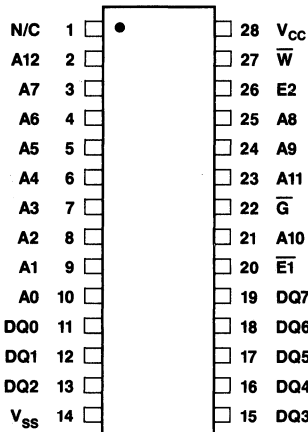 N/C 1 28 VCC
A12 2 27 W̅
A7 3 26 E2
A6 4 25 A8
A5 5 24 A9
A4 6 23 A11
A3 7 22 G̅
A2 8 21 A10
A1 9 20 E̅1̅
A0 10 19 DQ7
DQ0 11 18 DQ6
DQ1 12 17 DQ5
DQ2 13 16 DQ4
VSS 14 15 DQ3